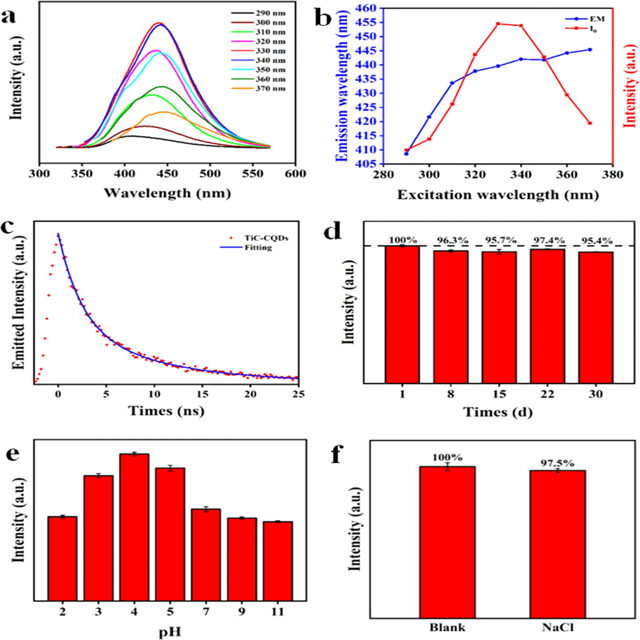 a
Intensity (a.u.)
290 nm
300 nm
310 nm
320 nm
330 nm
340 nm
350 nm
360 nm
370 nm
300 350 400 450 500 550 600
Wavelength (nm)
b
Emission wavelength (nm)
460
455
450
445
440
435
430
425
420
415
410
405
EM
I₀
Intensity (a.u.)
280 300 320 340 360 380
Excitation wavelength (nm)
c
Emitted Intensity (a.u.)
TiC-CQDs
Fitting
0 5 10 15 20 25
Times (ns)
d
Intensity (a.u.)
100% 96.3% 95.7% 97.4% 95.4%
1 8 15 22 30
Times (d)
e
Intensity (a.u.)
2 3 4 5 7 9 11
pH
f
Intensity (a.u.)
100%
97.5%
Blank NaCl